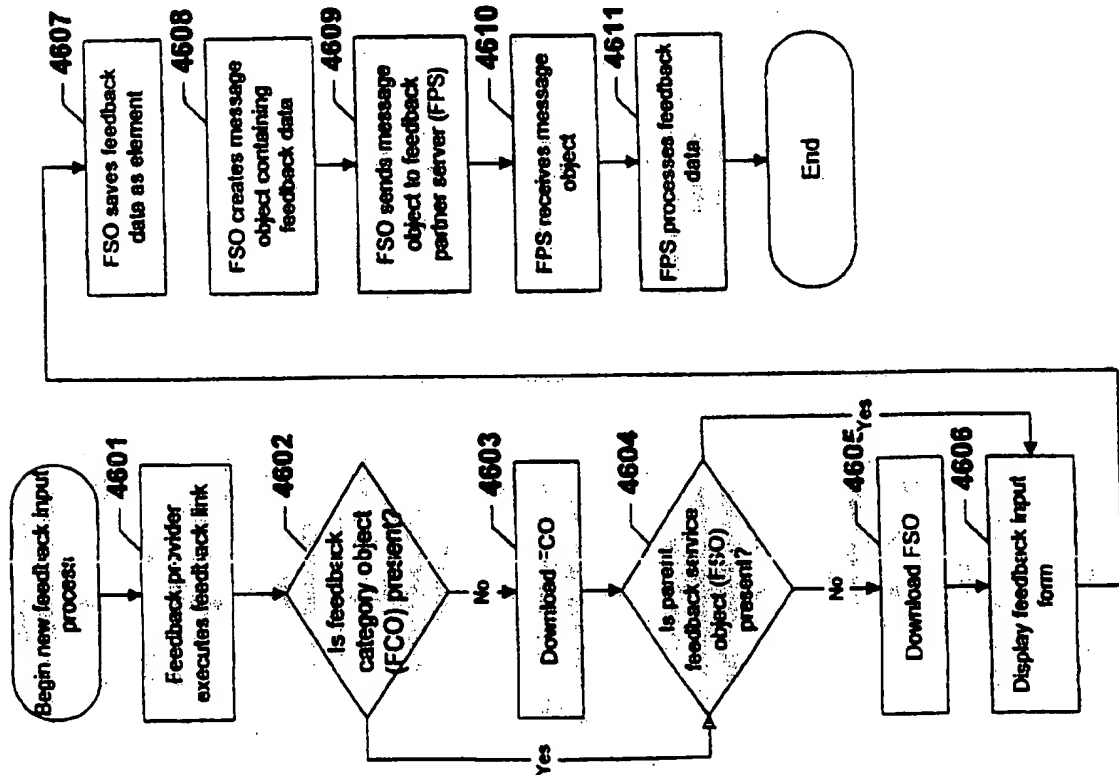 Begin new feedback input
process
4601
Feedback provider
executes feedback link
4602
Is feedback
category object
(FCO) present?
Yes
No
4603
Download FCO
4604
Is parent
feedback service
object (FSO)
present?
Yes
No
4605
Download FSO
4606
Display feedback input
form
4607
FSO saves feedback
data as element
4608
FSO creates message
object containing
feedback data
4609
FSO sends message
object to feedback
partner server (FPS)
4610
FPS receives message
object
4611
FPS processes feedback
data
End